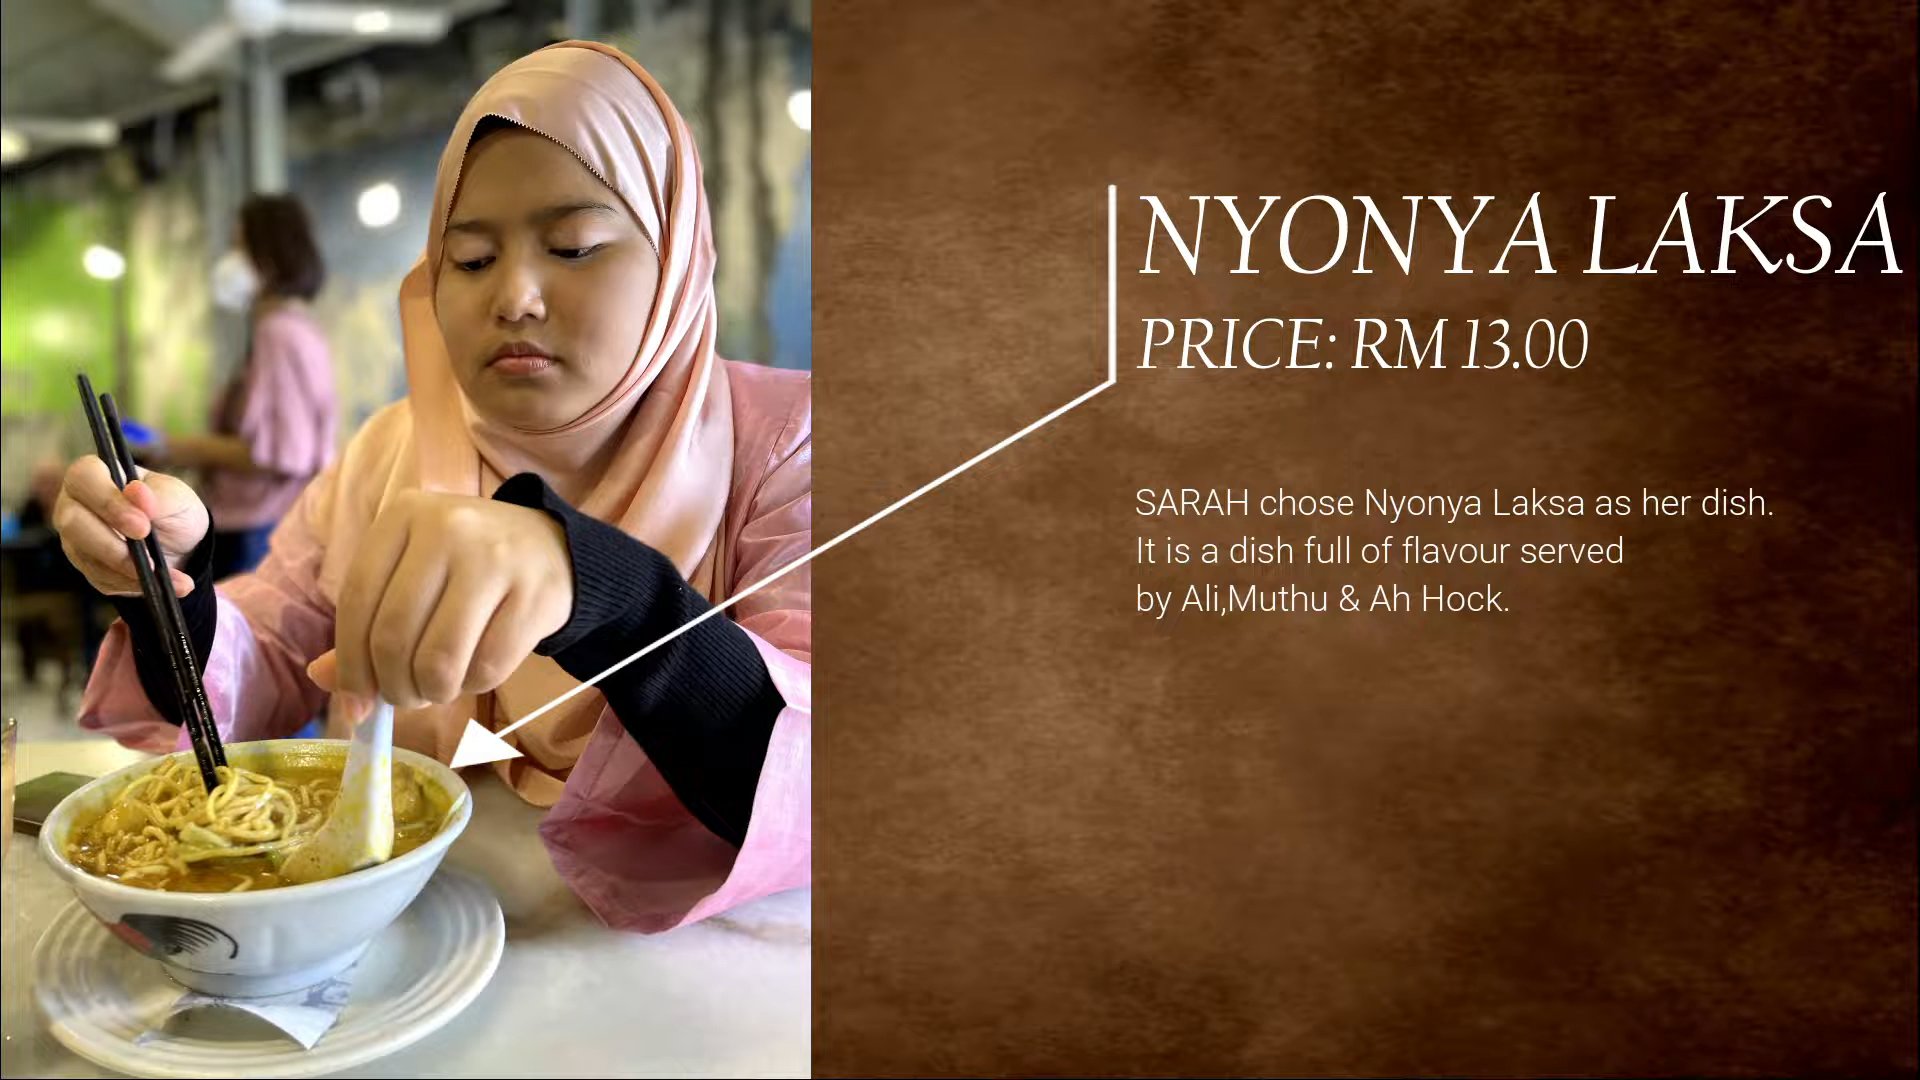 NYONYA LAKSA
PRICE: RM 13.00
SARAH chose Nyonya Laksa as her dish.
It is a dish full of flavour served
by Ali,Muthu & Ah Hock.